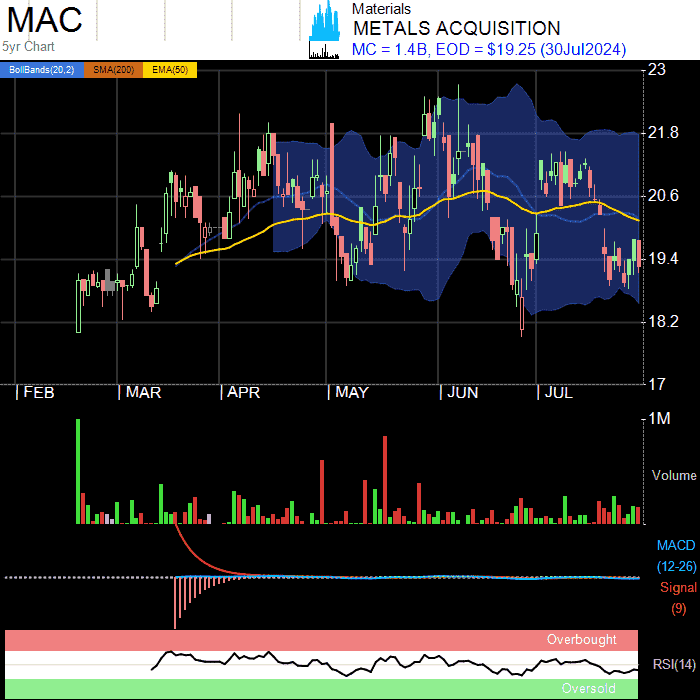 MAC
5yr Chart
Materials
METALS ACQUISITION
MC = 1.4B, EOD = $19.25 (30Jul2024)
BollBands(20,2) SMA(200) EMA(50)
23
21.8
20.6
19.4
18.2
17
| FEB | MAR | APR | MAY | JUN | JUL
1M
Volume
MACD
(12-26)
Signal
(9)
Overbought
RSI(14)
Oversold